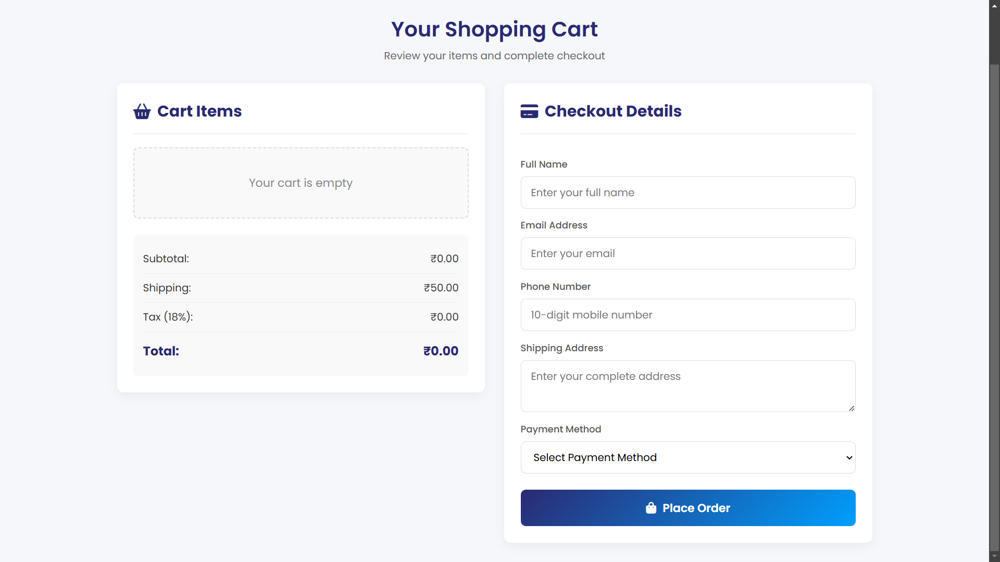 Your Shopping Cart
Review your items and complete checkout
Cart Items
Your cart is empty
Subtotal: ₹0.00
Shipping: ₹50.00
Tax (18%): ₹0.00
Total: ₹0.00
Checkout Details
Full Name
Enter your full name
Email Address
Enter your email
Phone Number
10-digit mobile number
Shipping Address
Enter your complete address
Payment Method
Select Payment Method
Place Order